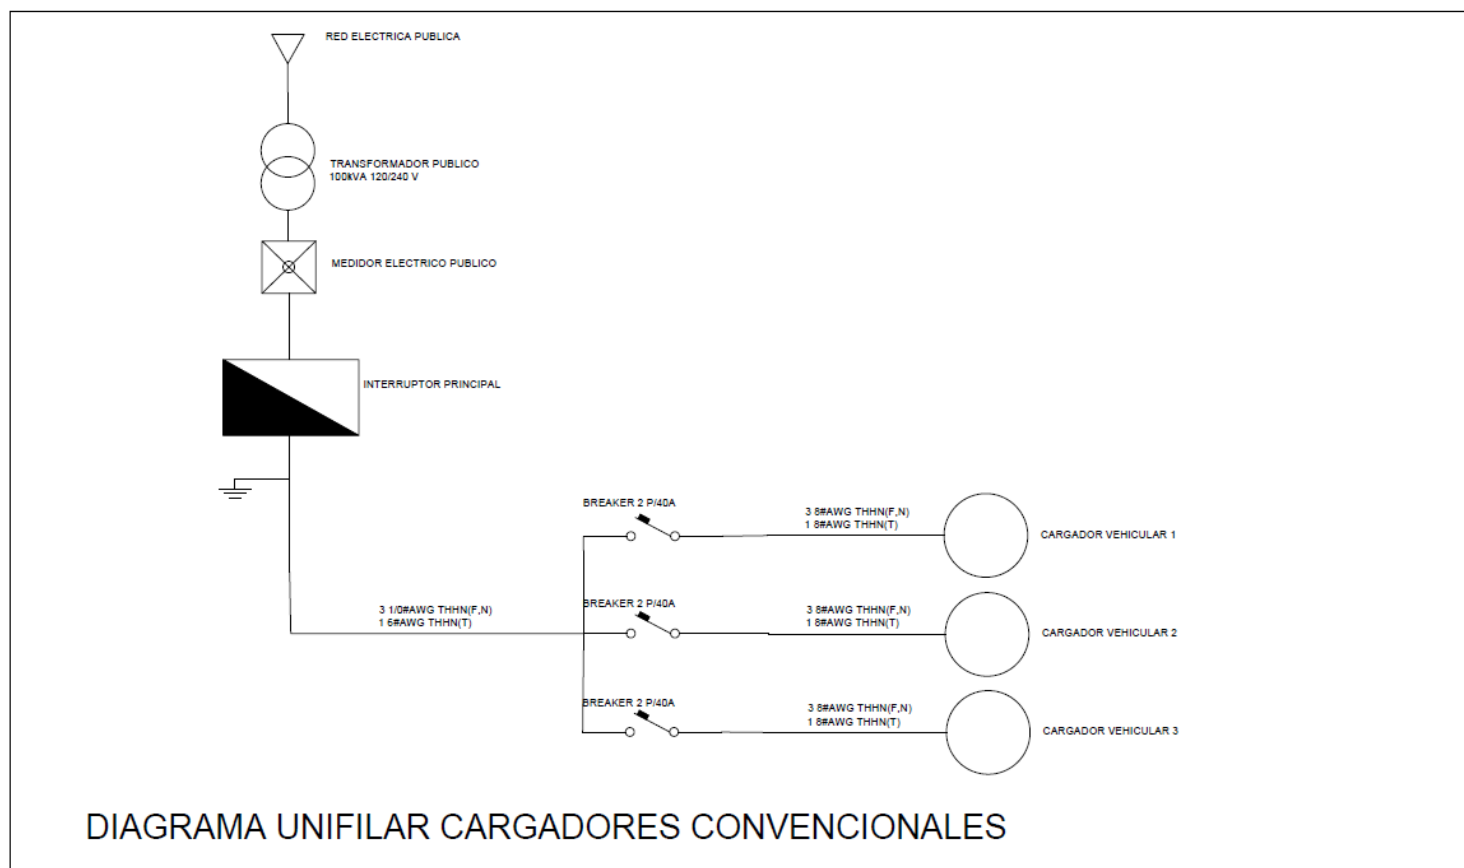 RED ELECTRICA PUBLICA
TRANSFORMADOR PUBLICO
100kVA 120/240 V
MEDIDOR ELECTRICO PUBLICO
INTERRUPTOR PRINCIPAL
BREAKER 2 P/40A
3 8#AWG THHN(F,N)
1 8#AWG THHN(T)
CARGADOR VEHICULAR 1
3 1/0#AWG THHN(F,N)
1 6#AWG THHN(T)
BREAKER 2 P/40A
3 8#AWG THHN(F,N)
1 8#AWG THHN(T)
CARGADOR VEHICULAR 2
BREAKER 2 P/40A
3 8#AWG THHN(F,N)
1 8#AWG THHN(T)
CARGADOR VEHICULAR 3
DIAGRAMA UNIFILAR CARGADORES CONVENCIONALES